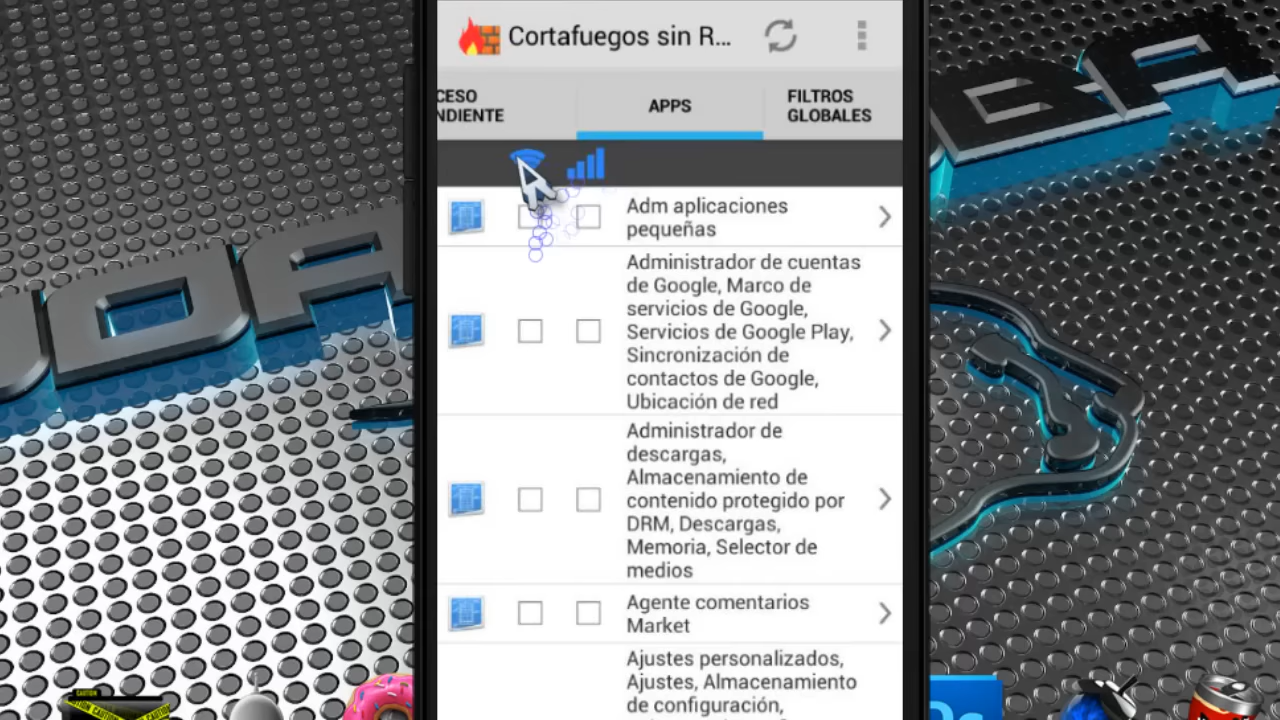 Cortafuegos sin R...
CESO
NDIENTE
APPS
FILTROS
GLOBALES
Adm aplicaciones
pequeñas
Administrador de cuentas
de Google, Marco de
servicios de Google,
Servicios de Google Play,
Sincronización de
contactos de Google,
Ubicación de red
Administrador de
descargas,
Almacenamiento de
contenido protegido por
DRM, Descargas,
Memoria, Selector de
medios
Agente comentarios
Market
Ajustes personalizados,
Ajustes, Almacenamiento
de configuración,
CAUTION